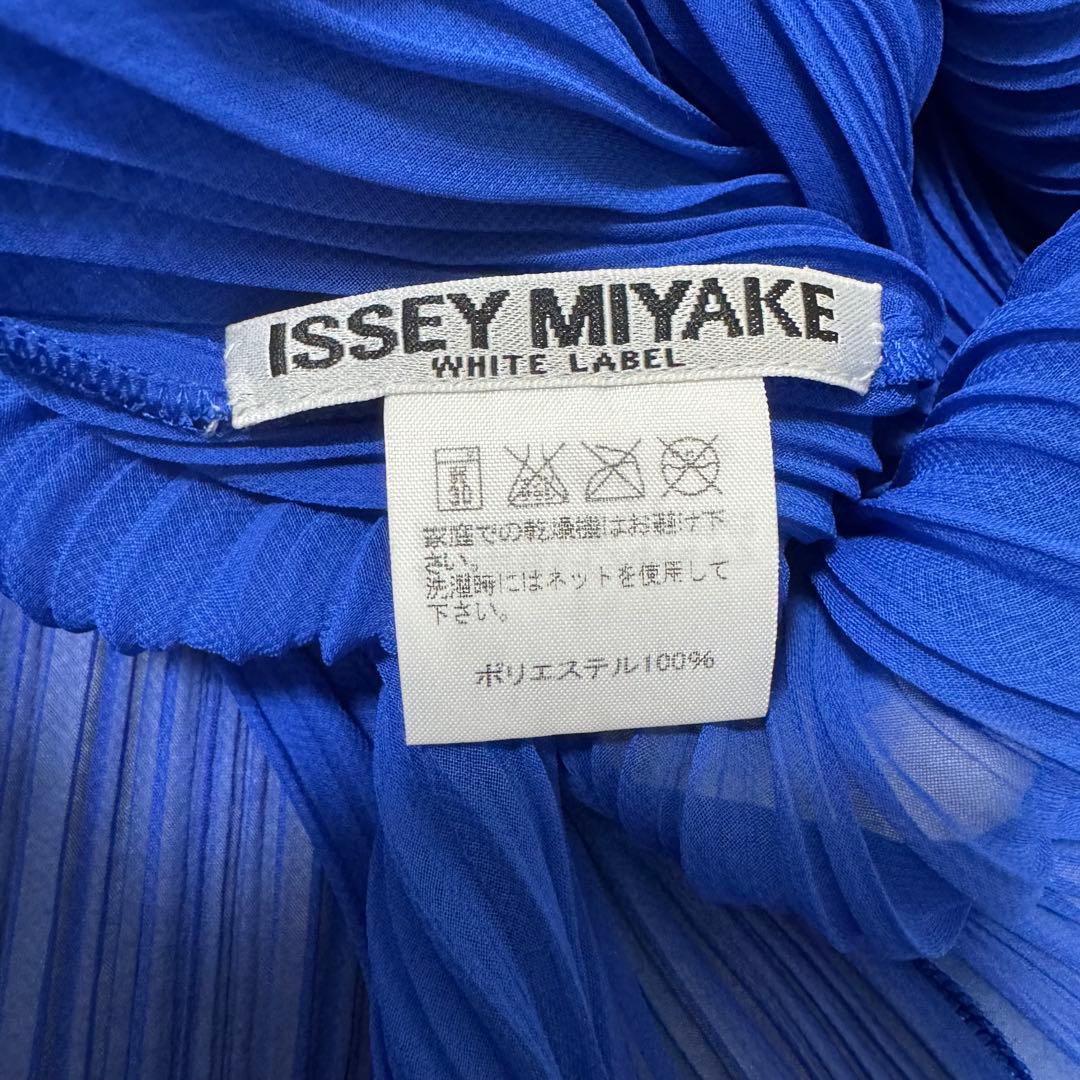 ISSEY MIYAKE
WHITE LABEL
家庭での乾燥機はお避け下
さい。
洗濯時にはネットを使用して
下さい。
ポリエステル100%